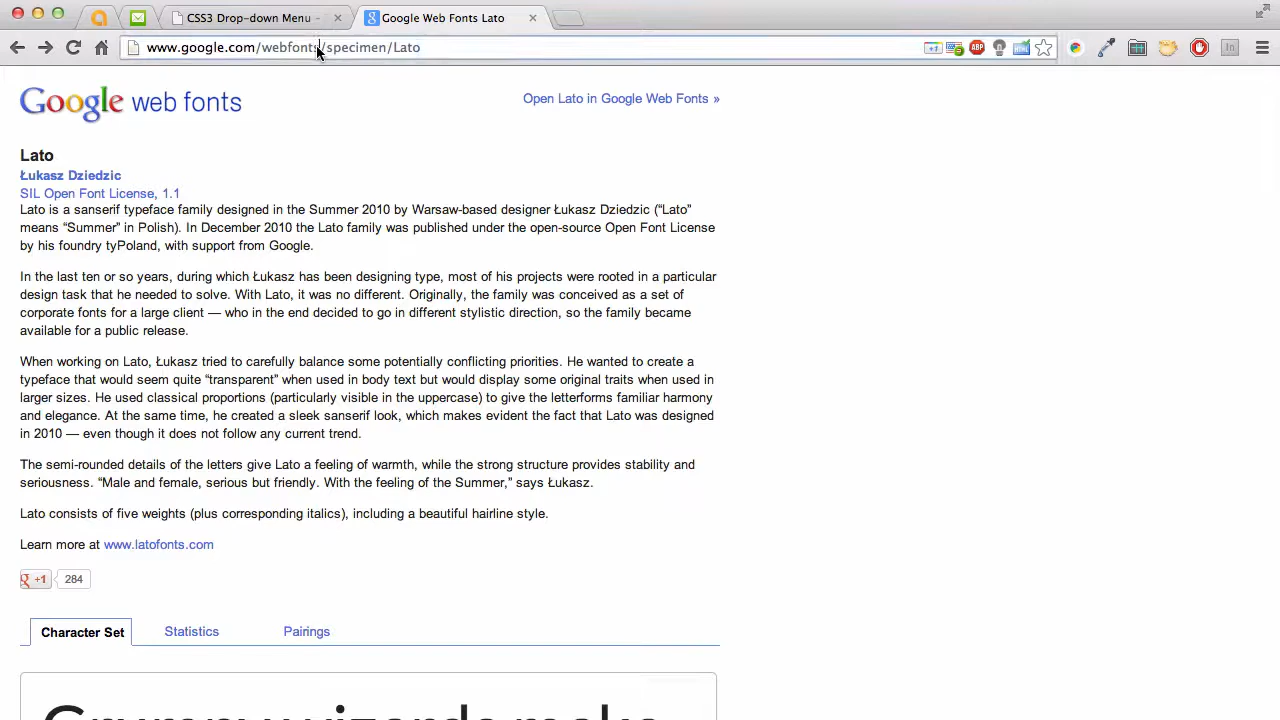 CSS3 Drop-down Menu -
Google Web Fonts Lato
www.google.com/webfonts/specimen/Lato
+1
ABP
In
Google web fonts
Open Lato in Google Web Fonts »
Lato
Łukasz Dziedzic
SIL Open Font License, 1.1
Lato is a sanserif typeface family designed in the Summer 2010 by Warsaw-based designer Łukasz Dziedzic (“Lato”
means “Summer” in Polish). In December 2010 the Lato family was published under the open-source Open Font License
by his foundry tyPoland, with support from Google.
In the last ten or so years, during which Łukasz has been designing type, most of his projects were rooted in a particular
design task that he needed to solve. With Lato, it was no different. Originally, the family was conceived as a set of
corporate fonts for a large client — who in the end decided to go in different stylistic direction, so the family became
available for a public release.
When working on Lato, Łukasz tried to carefully balance some potentially conflicting priorities. He wanted to create a
typeface that would seem quite “transparent” when used in body text but would display some original traits when used in
larger sizes. He used classical proportions (particularly visible in the uppercase) to give the letterforms familiar harmony
and elegance. At the same time, he created a sleek sanserif look, which makes evident the fact that Lato was designed
in 2010 — even though it does not follow any current trend.
The semi-rounded details of the letters give Lato a feeling of warmth, while the strong structure provides stability and
seriousness. “Male and female, serious but friendly. With the feeling of the Summer,” says Łukasz.
Lato consists of five weights (plus corresponding italics), including a beautiful hairline style.
Learn more at www.latofonts.com
g +1 284
Character Set
Statistics
Pairings
Grumpy wizards make